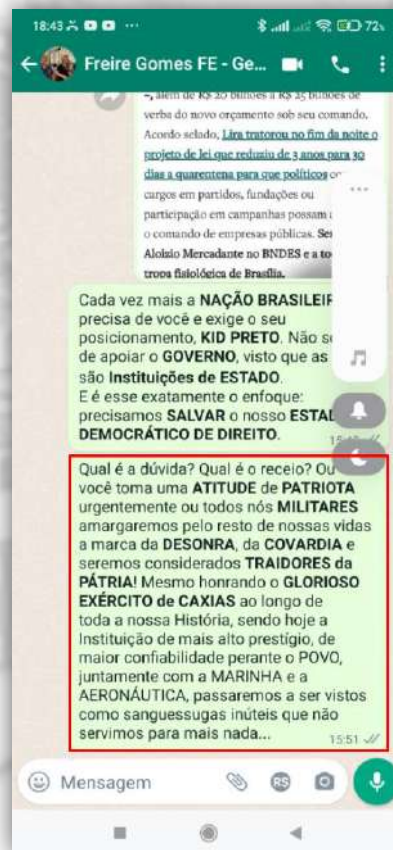 18:43
72%
Freire Gomes FE - Ge...
–, além de R$ 20 bilhões a R$ 25 bilhões de
verba do novo orçamento sob seu comando.
Acordo selado, Lira tratorou no fim da noite o
projeto de lei que reduziu de 3 anos para 30
dias a quarentena para que políticos
cargos em partidos, fundações ou
participação em campanhas possam
o comando de empresas públicas.
Aloizio Mercadante no BNDES e a
tropa fisiológica de Brasília.
Cada vez mais a NAÇÃO
precisa de você e exige o seu
posicionamento, KID PRETO. Não
de apoiar o GOVERNO, visto que as
são Instituições de ESTADO.
E é esse exatamente o enfoque:
precisamos SALVAR o nosso
DEMOCRÁTICO DE DIREITO.
Qual é a dúvida? Qual é o receio? Ou
você toma uma ATITUDE de PATRIOTA
urgentemente ou todos nós MILITARES
amargaremos pelo resto de nossas vidas
a marca da DESONRA, da COVARDIA e
seremos considerados TRAIDORES da
PÁTRIA! Mesmo honrando o GLORIOSO
EXÉRCITO de CAXIAS ao longo de
toda a nossa História, sendo hoje a
Instituição de mais alto prestígio, de
maior confiabilidade perante o POVO,
juntamente com a MARINHA e a
AERONÁUTICA, passaremos a ser vistos
como sanguessugas inúteis que não
servimos para mais nada...
15:51
Mensagem